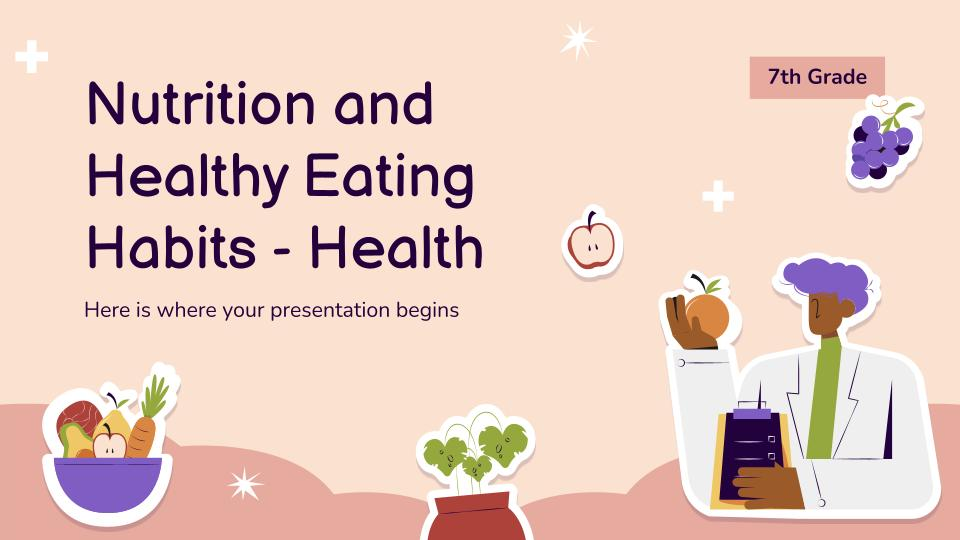 Nutrition and
Healthy Eating
Habits - Health
Here is where your presentation begins
7th Grade